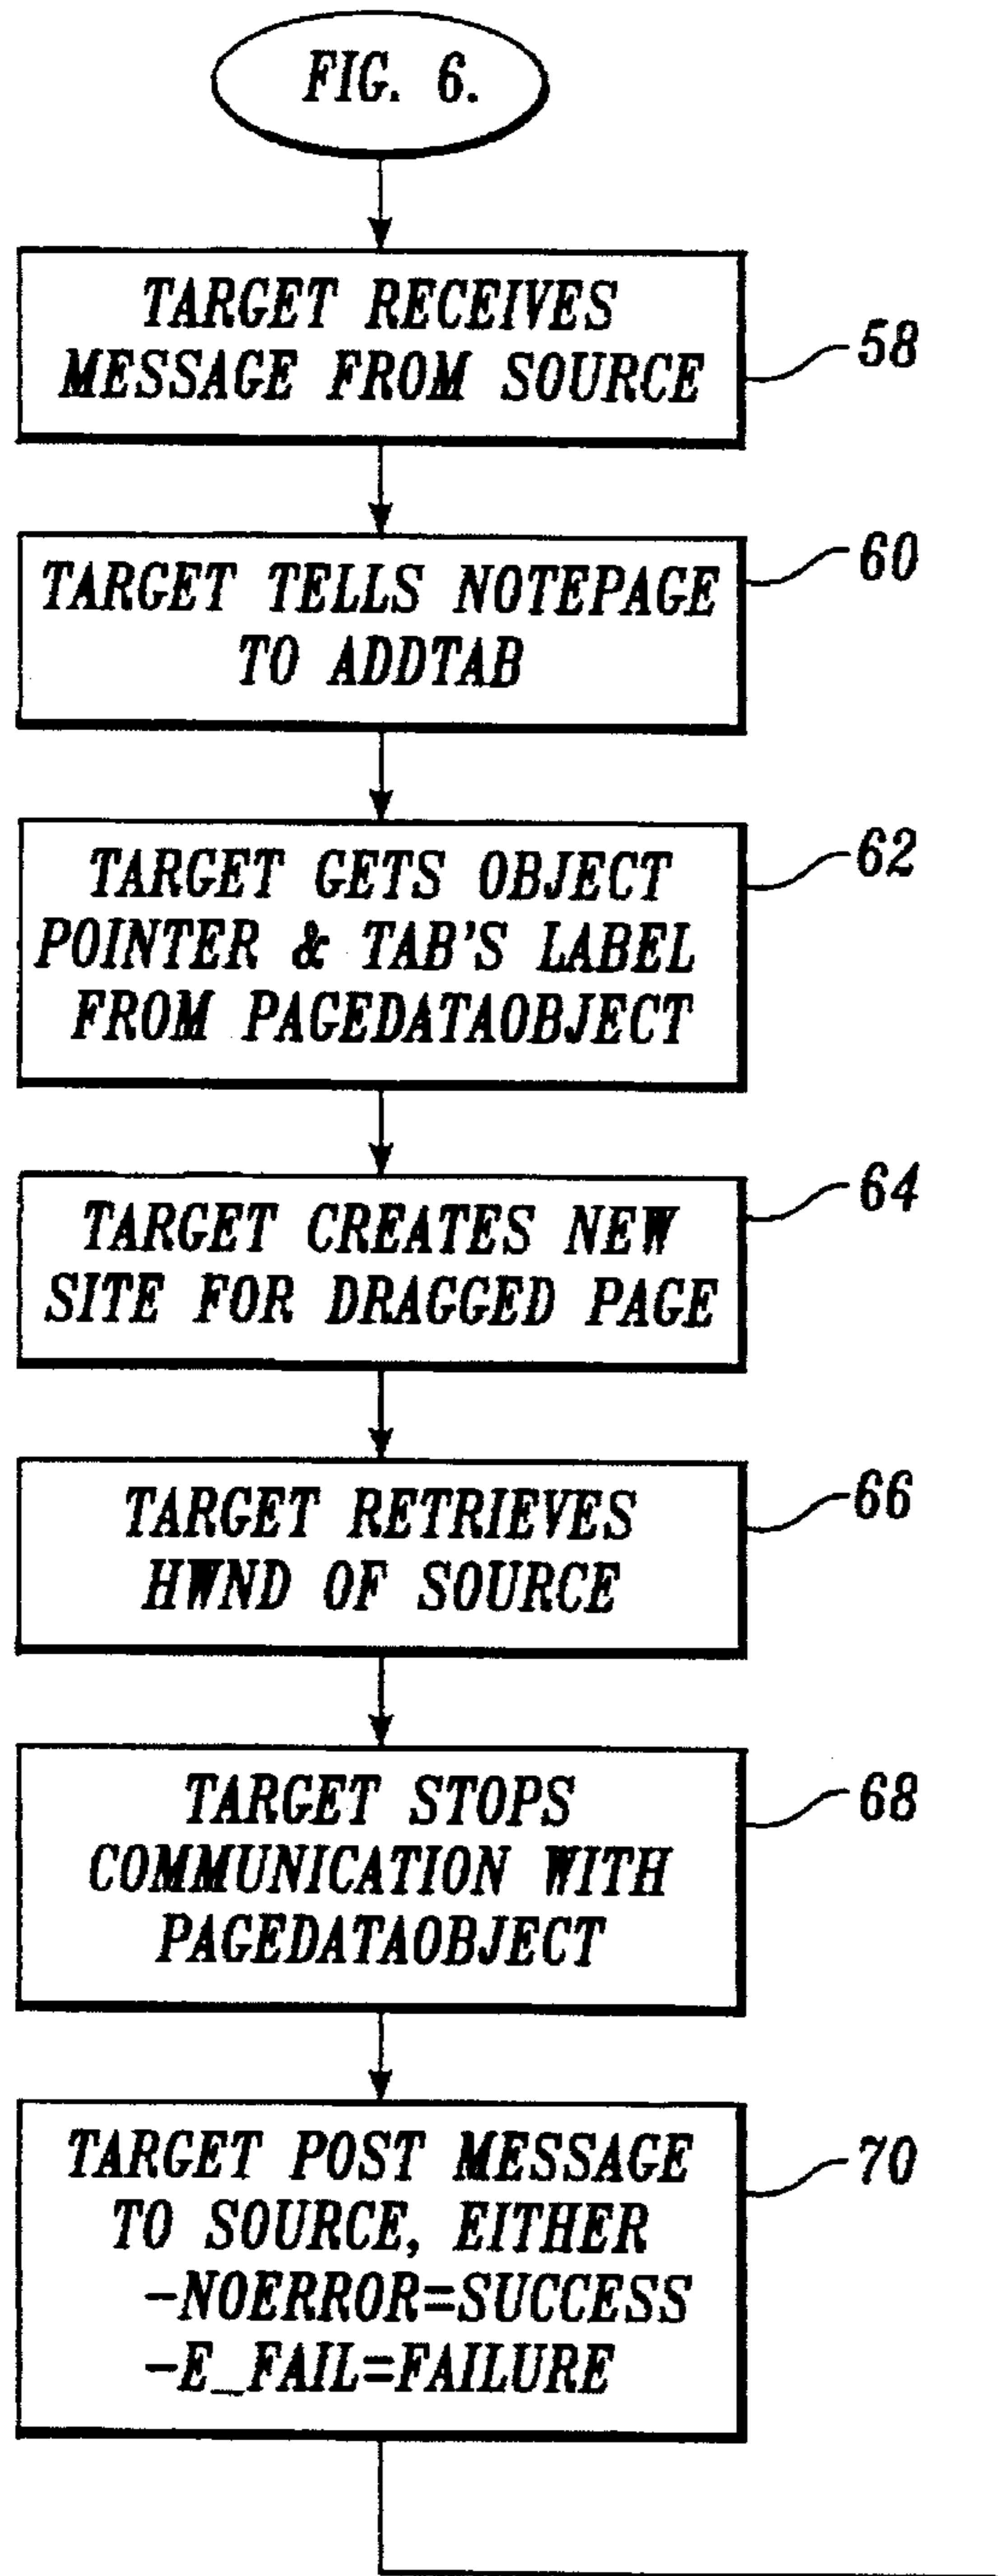 FIG. 6.
TARGET RECEIVES
MESSAGE FROM SOURCE
58
TARGET TELLS NOTEPAGE
TO ADDTAB
60
TARGET GETS OBJECT
POINTER & TAB'S LABEL
FROM PAGEDATAOBJECT
62
TARGET CREATES NEW
SITE FOR DRAGGED PAGE
64
TARGET RETRIEVES
HWND OF SOURCE
66
TARGET STOPS
COMMUNICATION WITH
PAGEDATAOBJECT
68
TARGET POST MESSAGE
TO SOURCE, EITHER
-NOERROR=SUCCESS
-E_FAIL=FAILURE
70